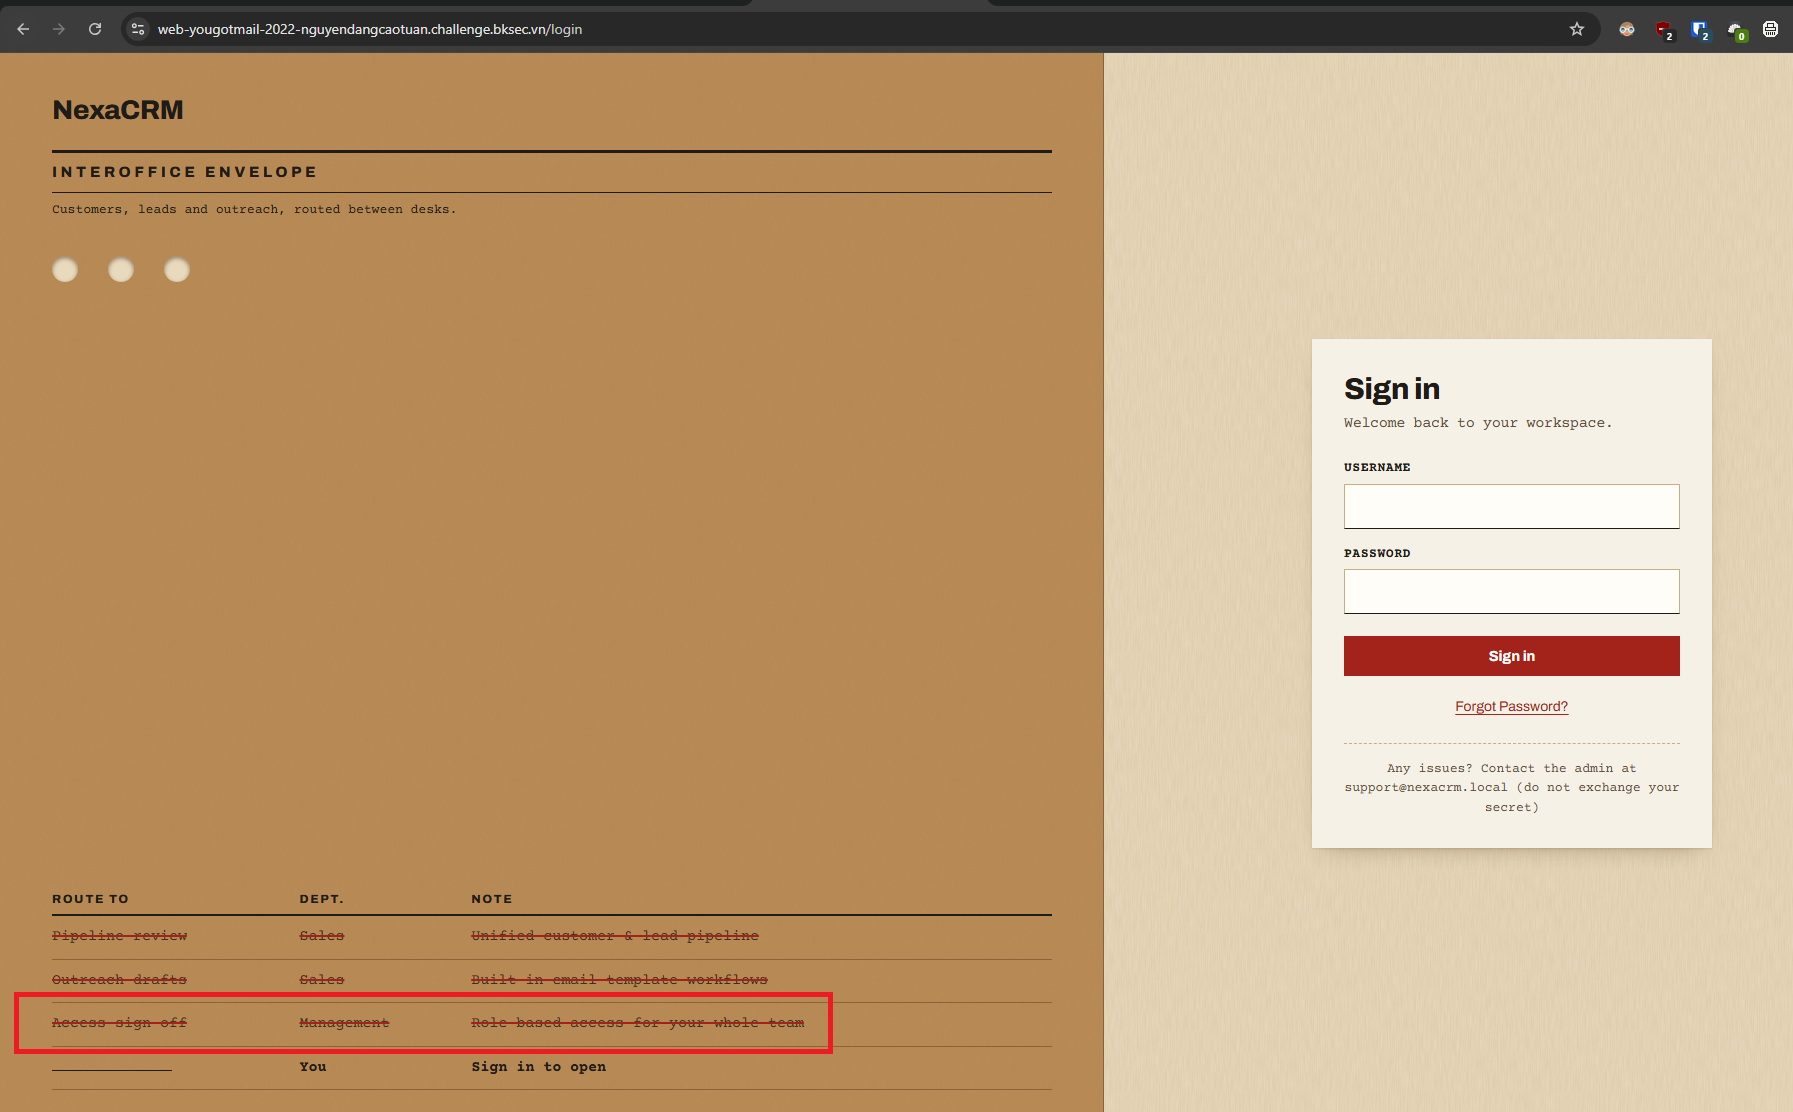 web-yougotmail-2022-nguyendangcaotuan.challenge.bksec.vn/login
2
2
0
NexaCRM
INTEROFFICE ENVELOPE
Customers, leads and outreach, routed between desks.
ROUTE TO DEPT. NOTE
Pipeline review Sales Unified customer & lead pipeline
Outreach drafts Sales Built-in email template workflows
Access sign-off Management Role-based access for your whole team
You Sign in to open
Sign in
Welcome back to your workspace.
USERNAME
PASSWORD
Sign in
Forgot Password?
Any issues? Contact the admin at
support@nexacrm.local (do not exchange your
secret)